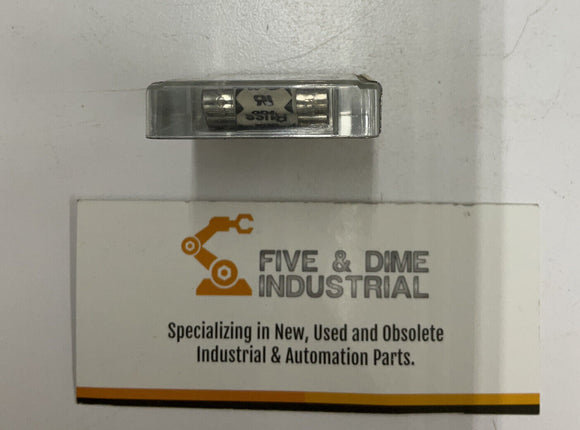 FIVE & DIME
INDUSTRIAL
Specializing in New, Used and Obsolete
Industrial & Automation Parts.